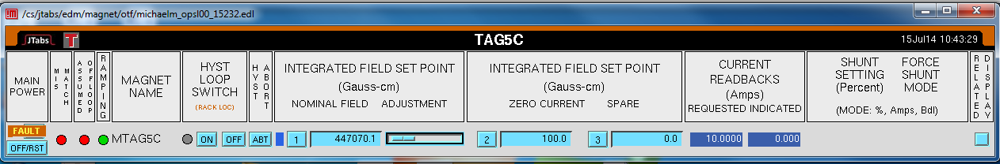 /cs/jtabs/edm/magnet/otf/michaelm_opsl00_15232.edl
JTabs
T
TAG5C
15Jul14 10:43:29
MAIN
POWER
MIS
MATCH
ASSUMED
OFFLOOP
RAMPING
MAGNET
NAME
HYST
LOOP
SWITCH
(RACK LOC)
HYST
ABORT
INTEGRATED FIELD SET POINT
(Gauss-cm)
NOMINAL FIELD ADJUSTMENT
INTEGRATED FIELD SET POINT
(Gauss-cm)
ZERO CURRENT SPARE
CURRENT
READBACKS
(Amps)
REQUESTED INDICATED
SHUNT
SETTING
(Percent)
FORCE
SHUNT
MODE
(MODE: %, Amps, Bdl)
RELATED
DISPLAY
FAULT
OFF/RST
MTAG5C
ON
OFF
ABT
1
447070.1
2
100.0
3
0.0
10.0000
0.000